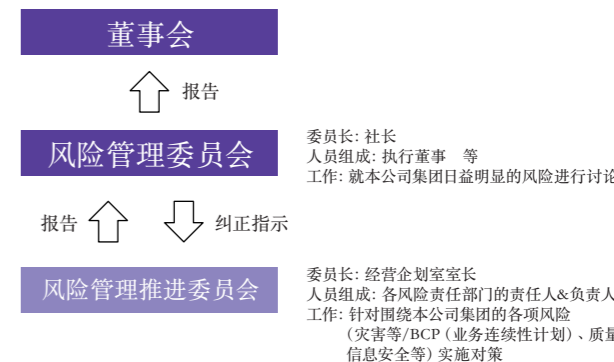 董事会
报告
风险管理委员会
委员长: 社长
人员组成: 执行董事　等
工作: 就本公司集团日益明显的风险进行讨论
报告
纠正指示
风险管理推进委员会
委员长: 经营企划室室长
人员组成: 各风险责任部门的责任人&负责人
工作: 针对围绕本公司集团的各项风险
(灾害等/BCP (业务连续性计划) 、质量
信息安全等) 实施对策